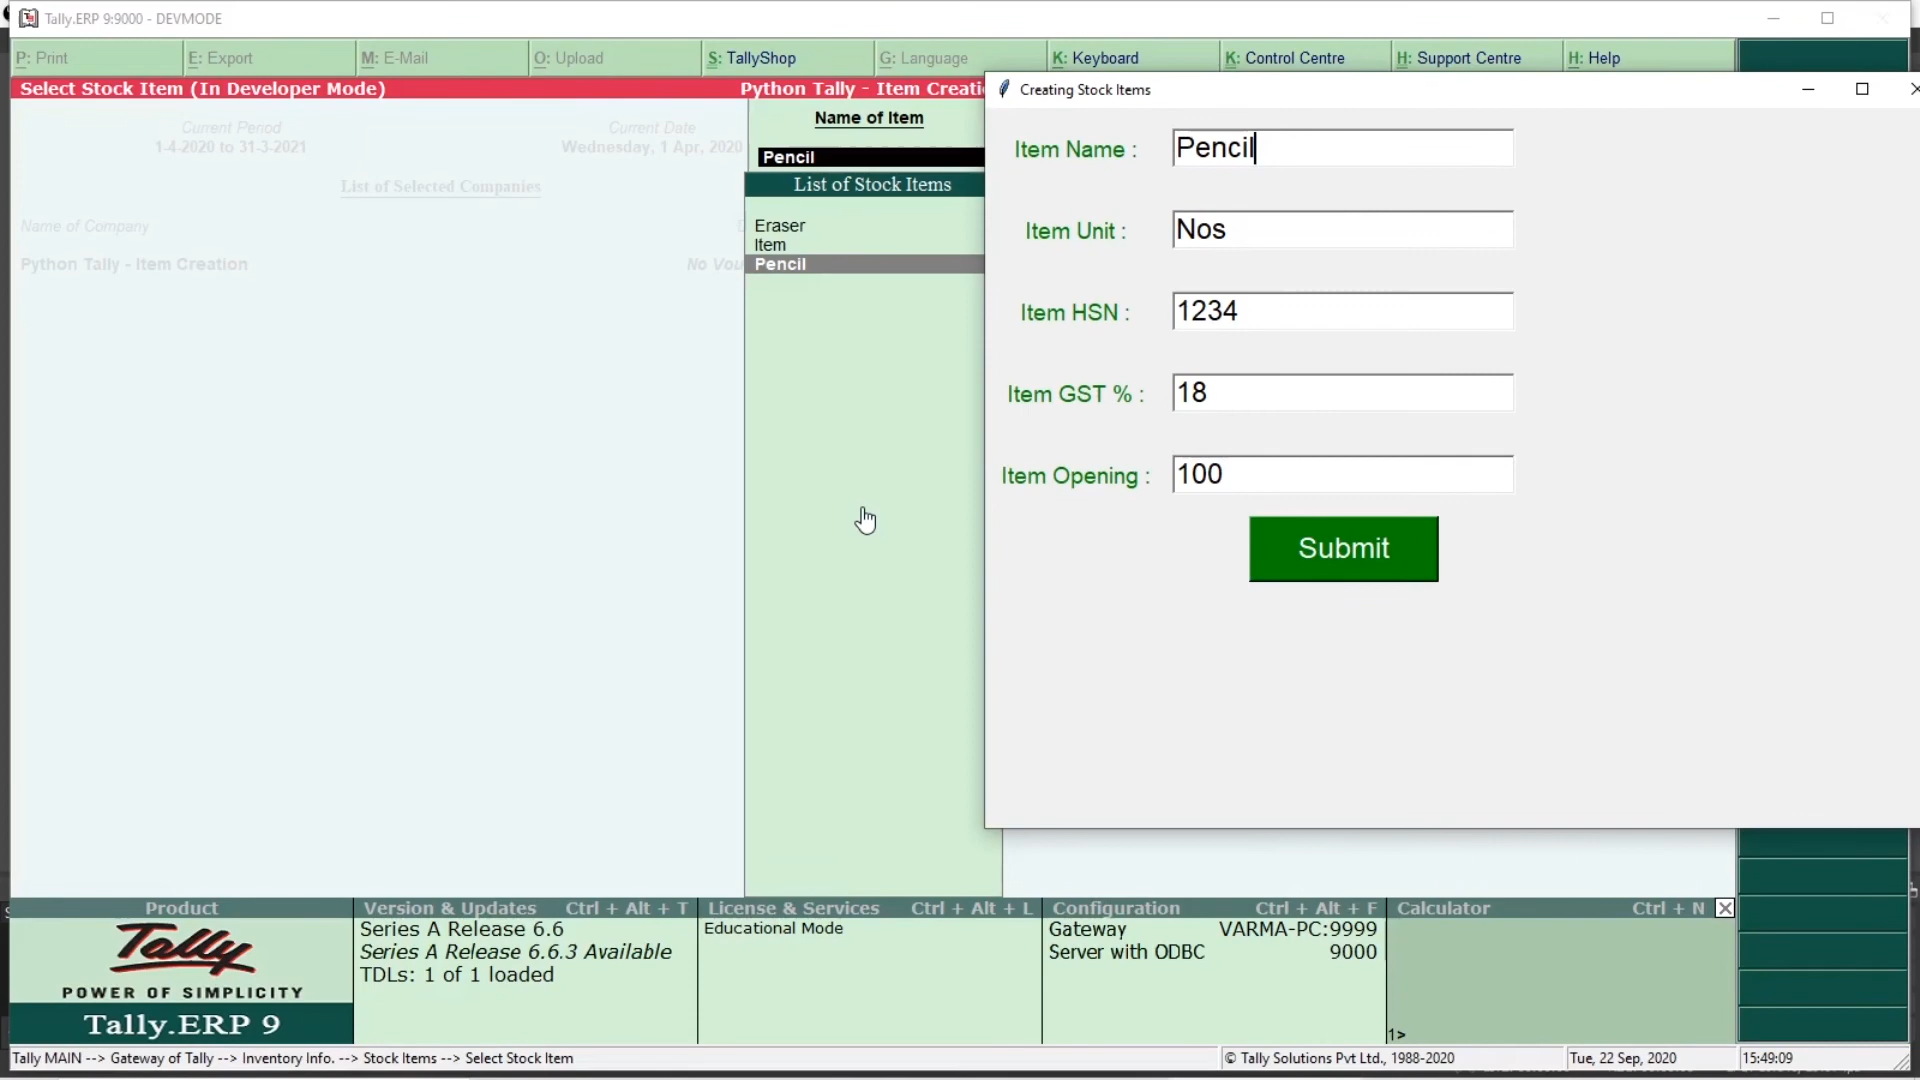 Tally.ERP 9:9000 - DEVMODE
P: Print
E: Export
M: E-Mail
O: Upload
S: TallyShop
G: Language
K: Keyboard
K: Control Centre
H: Support Centre
H: Help
Select Stock Item (In Developer Mode)
Python Tally - Item Creatio
Current Period
1-4-2020 to 31-3-2021
Current Date
Wednesday, 1 Apr, 2020
List of Selected Companies
Name of Company
Python Tally - Item Creation
No Vou
Name of Item
Pencil
List of Stock Items
Eraser
Item
Pencil
Creating Stock Items
Item Name :
Pencil
Item Unit :
Nos
Item HSN :
1234
Item GST % :
18
Item Opening :
100
Submit
Product
Tally
POWER OF SIMPLICITY
Tally.ERP 9
Version & Updates
Ctrl + Alt + T
Series A Release 6.6
Series A Release 6.6.3 Available
TDLs: 1 of 1 loaded
License & Services
Ctrl + Alt + L
Educational Mode
Configuration
Ctrl + Alt + F
Gateway
VARMA-PC:9999
Server with ODBC
9000
Calculator
Ctrl + N
1>
Tally MAIN --> Gateway of Tally --> Inventory Info. --> Stock Items --> Select Stock Item
© Tally Solutions Pvt Ltd., 1988-2020
Tue, 22 Sep, 2020
15:49:09